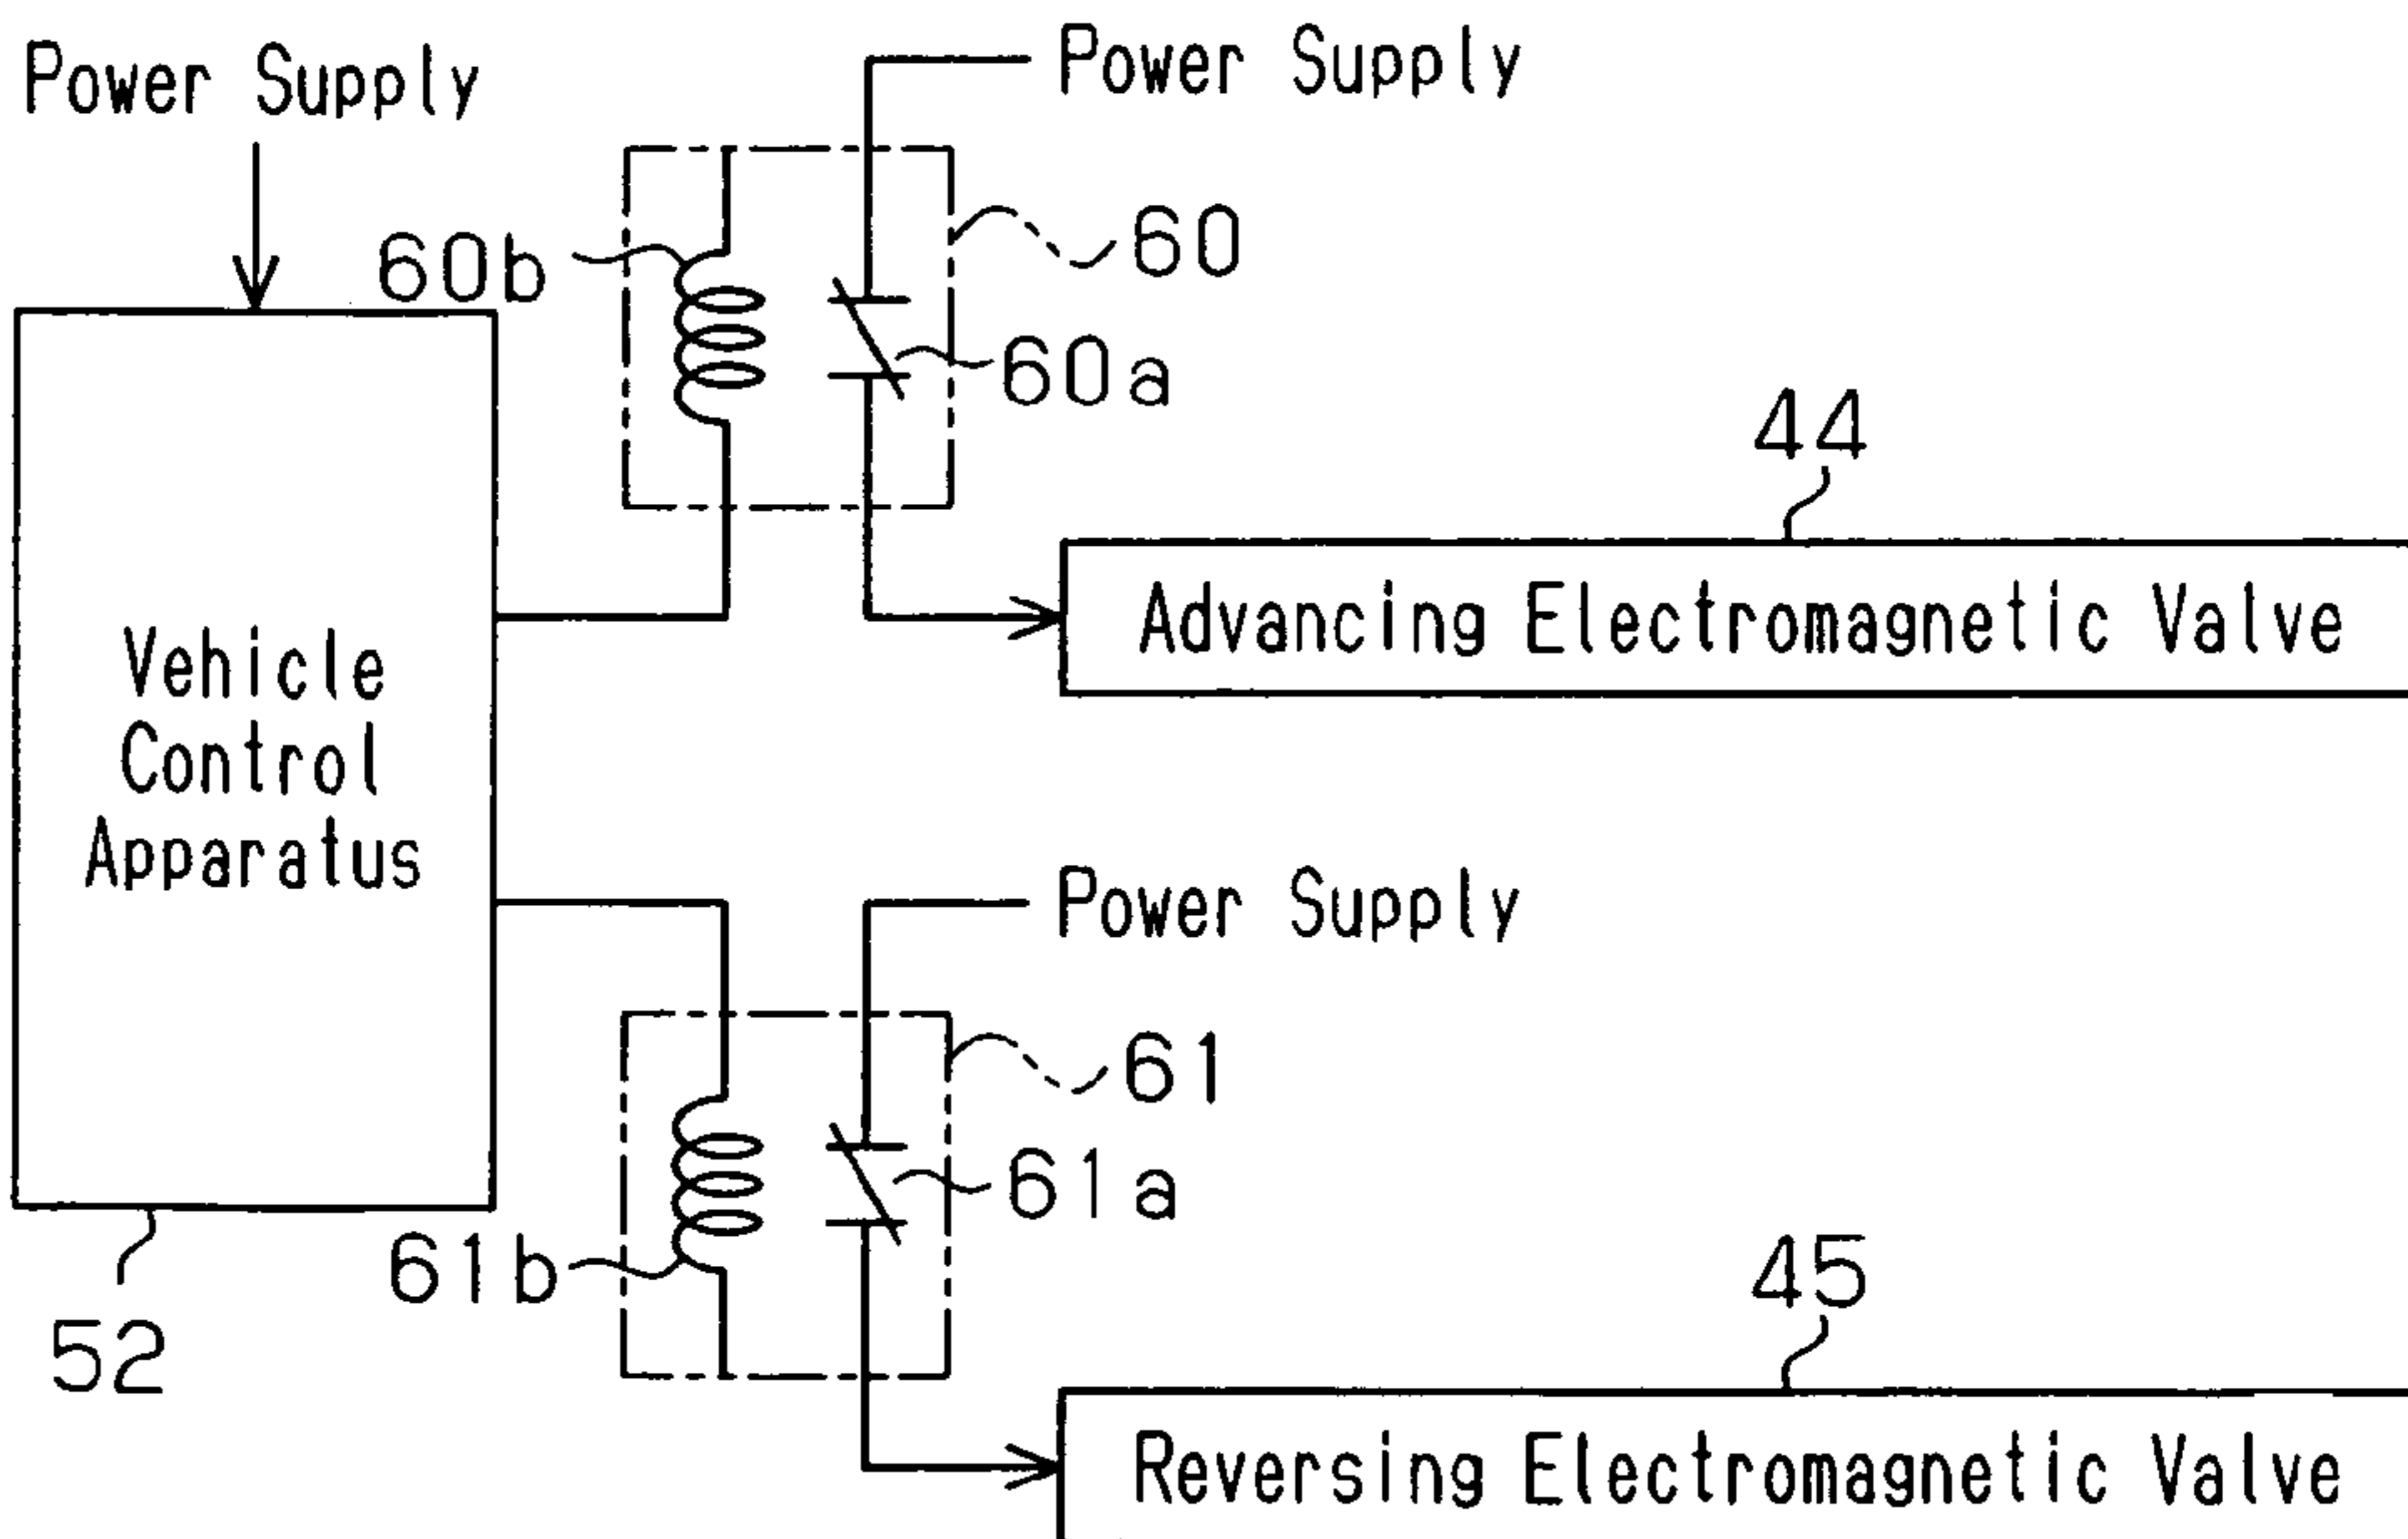 Power Supply
Power Supply
60b
60
60a
44
Advancing Electromagnetic Valve
Vehicle
Control
Apparatus
Power Supply
61
61a
61b
52
45
Reversing Electromagnetic Valve